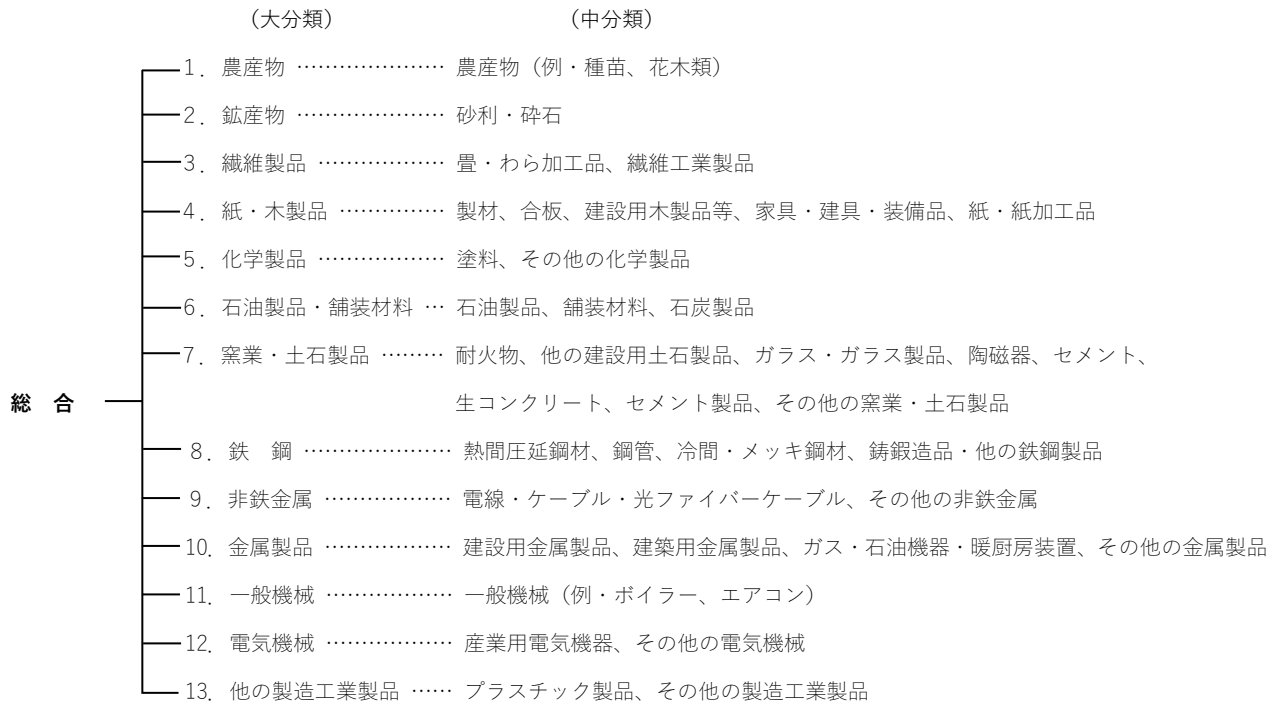 （大分類） （中分類）
1．農産物 ………………… 農産物（例・種苗、花木類）
2．鉱産物 ………………… 砂利・砕石
3．繊維製品 ……………… 畳・わら加工品、繊維工業製品
4．紙・木製品 …………… 製材、合板、建設用木製品等、家具・建具・装備品、紙・紙加工品
5．化学製品 ……………… 塗料、その他の化学製品
6．石油製品・舗装材料 … 石油製品、舗装材料、石炭製品
7．窯業・土石製品 ……… 耐火物、他の建設用土石製品、ガラス・ガラス製品、陶磁器、セメント、
総　合 生コンクリート、セメント製品、その他の窯業・土石製品
8．鉄　鋼 ………………… 熱間圧延鋼材、鋼管、冷間・メッキ鋼材、鋳鍛造品・他の鉄鋼製品
9．非鉄金属 ……………… 電線・ケーブル・光ファイバーケーブル、その他の非鉄金属
10．金属製品 ……………… 建設用金属製品、建築用金属製品、ガス・石油機器・暖厨房装置、その他の金属製品
11．一般機械 ……………… 一般機械（例・ボイラー、エアコン）
12．電気機械 ……………… 産業用電気機器、その他の電気機械
13．他の製造工業製品 …… プラスチック製品、その他の製造工業製品